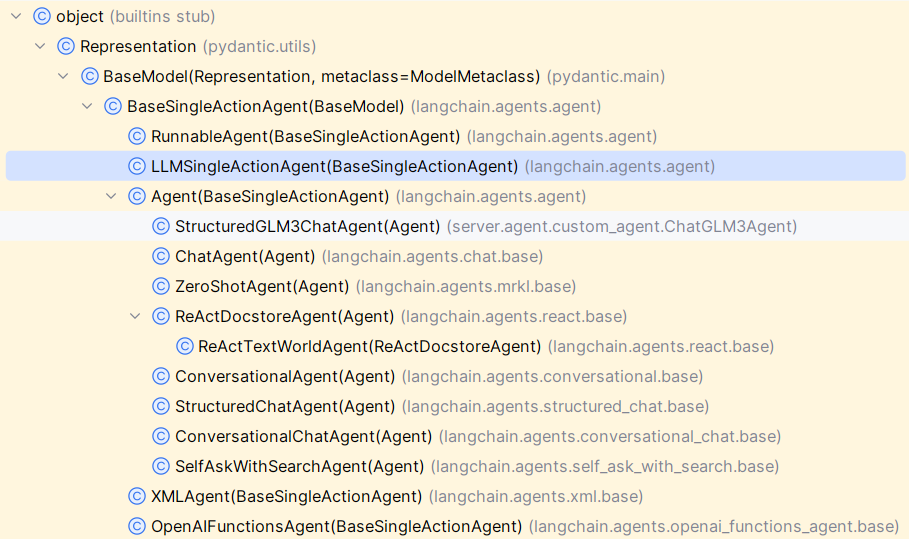 object (builtins stub)
Representation (pydantic.utils)
BaseModel(Representation, metaclass=ModelMetaclass) (pydantic.main)
BaseSingleActionAgent(BaseModel) (langchain.agents.agent)
RunnableAgent(BaseSingleActionAgent) (langchain.agents.agent)
LLMSingleActionAgent(BaseSingleActionAgent) (langchain.agents.agent)
Agent(BaseSingleActionAgent) (langchain.agents.agent)
StructuredGLM3ChatAgent(Agent) (server.agent.custom_agent.ChatGLM3Agent)
ChatAgent(Agent) (langchain.agents.chat.base)
ZeroShotAgent(Agent) (langchain.agents.mrkl.base)
ReActDocstoreAgent(Agent) (langchain.agents.react.base)
ReActTextWorldAgent(ReActDocstoreAgent) (langchain.agents.react.base)
ConversationalAgent(Agent) (langchain.agents.conversational.base)
StructuredChatAgent(Agent) (langchain.agents.structured_chat.base)
ConversationalChatAgent(Agent) (langchain.agents.conversational_chat.base)
SelfAskWithSearchAgent(Agent) (langchain.agents.self_ask_with_search.base)
XMLAgent(BaseSingleActionAgent) (langchain.agents.xml.base)
OpenAIFunctionsAgent(BaseSingleActionAgent) (langchain.agents.openai_functions_agent.base)